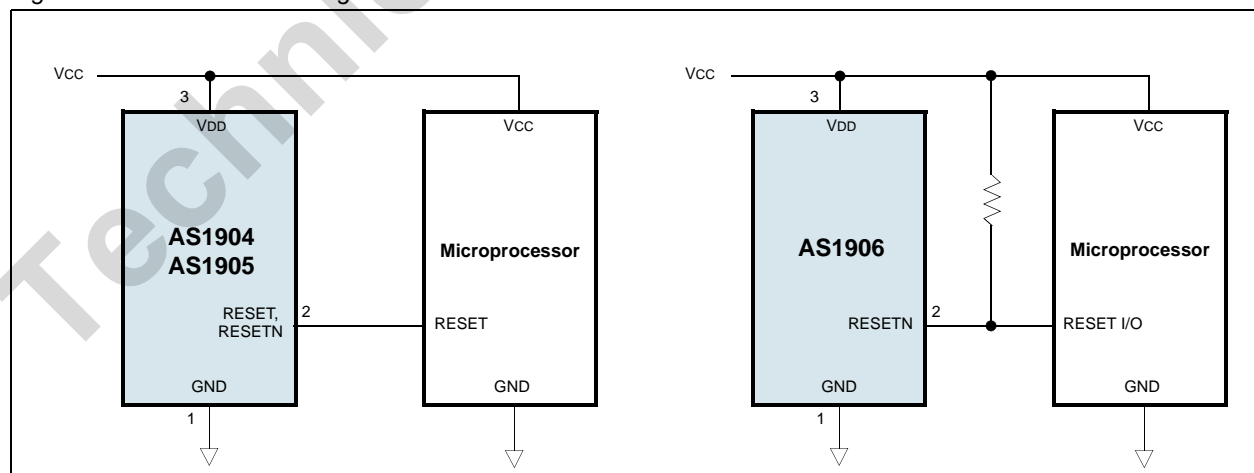 Technic
VCC
3
VDD
VCC
AS1904
AS1905
Microprocessor
RESET,
RESETN
2
RESET
GND
GND
1
VCC
3
VDD
VCC
AS1906
Microprocessor
RESETN
2
RESET I/O
GND
GND
1